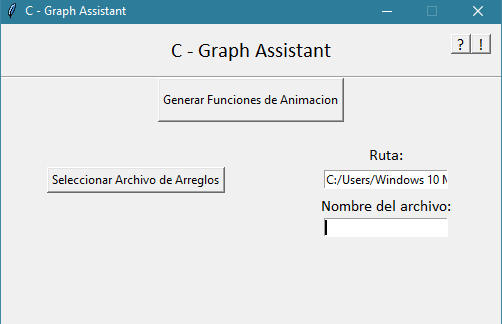 C - Graph Assistant
C - Graph Assistant
? !
Generar Funciones de Animacion
Ruta:
Seleccionar Archivo de Arreglos
C:/Users/Windows 10
Nombre del archivo: